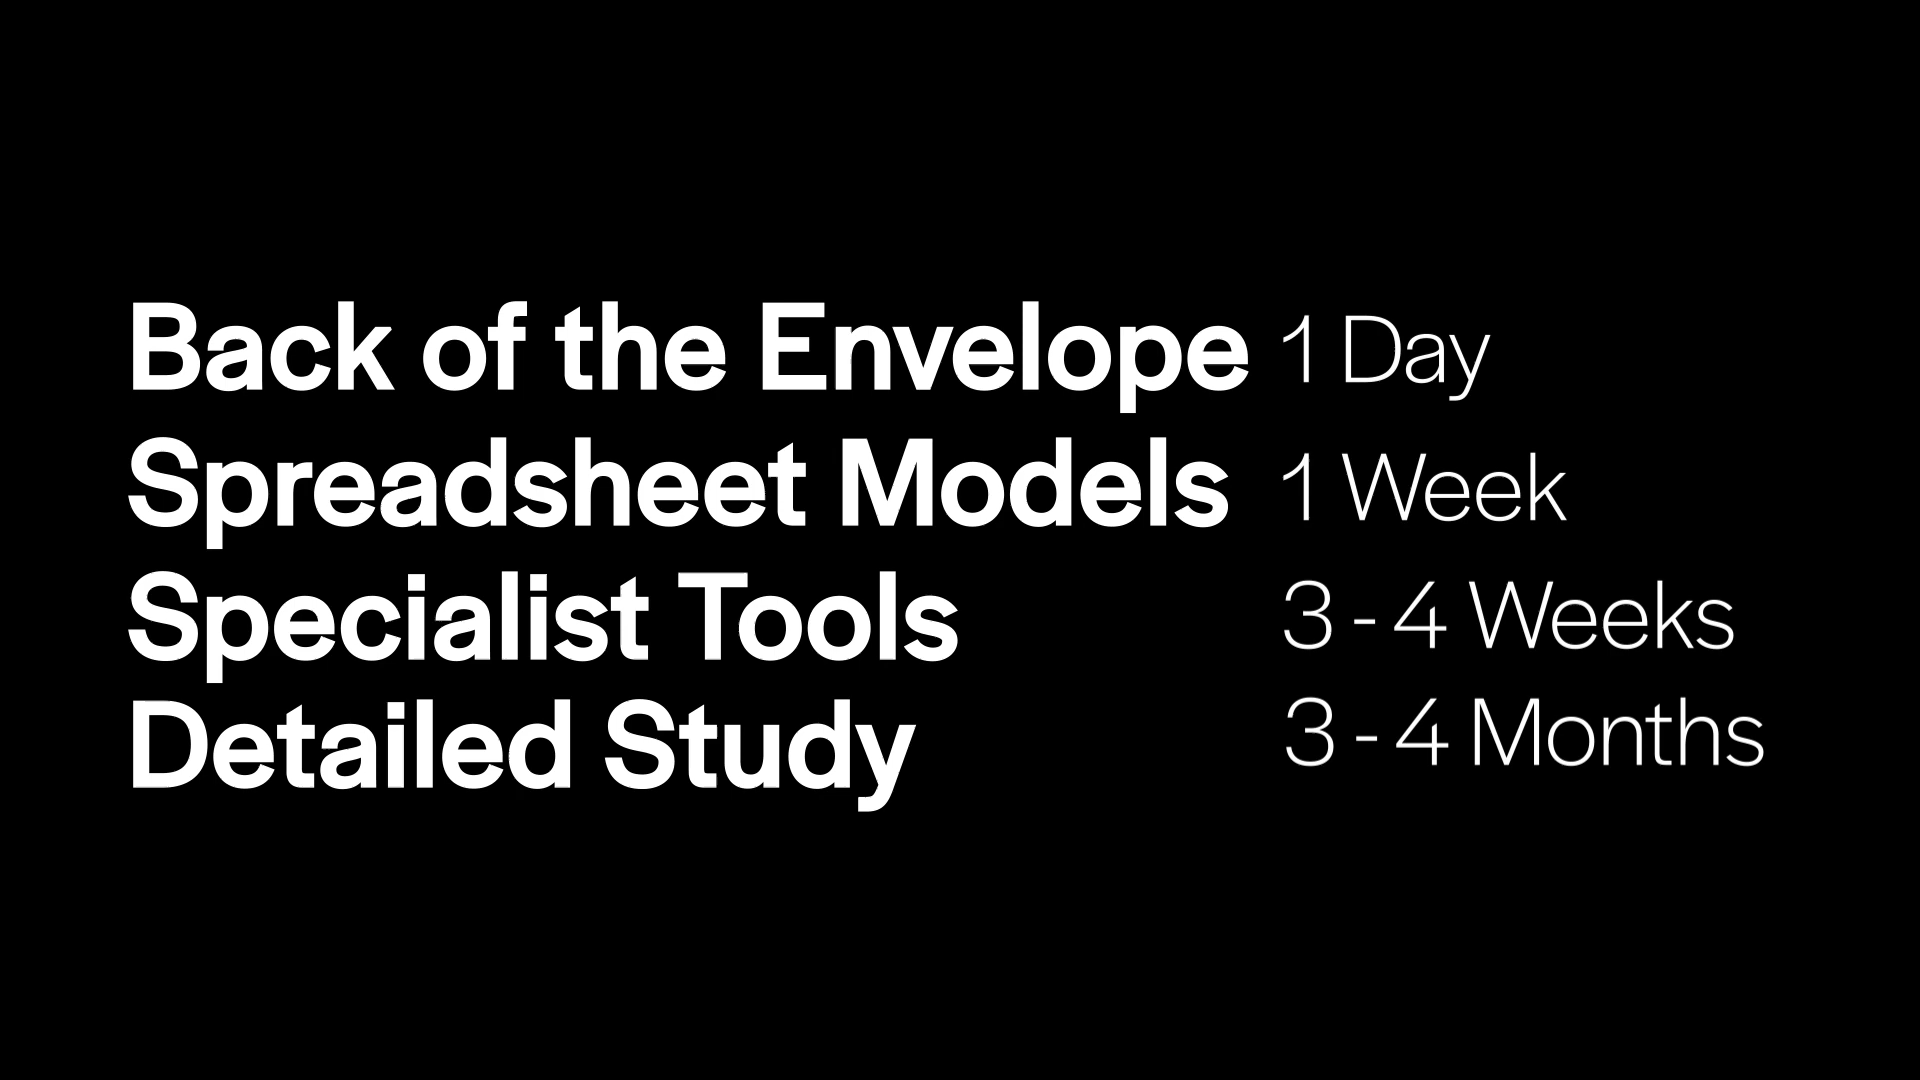 Back of the Envelope 1 Day
Spreadsheet Models 1 Week
Specialist Tools 3 - 4 Weeks
Detailed Study 3 - 4 Months